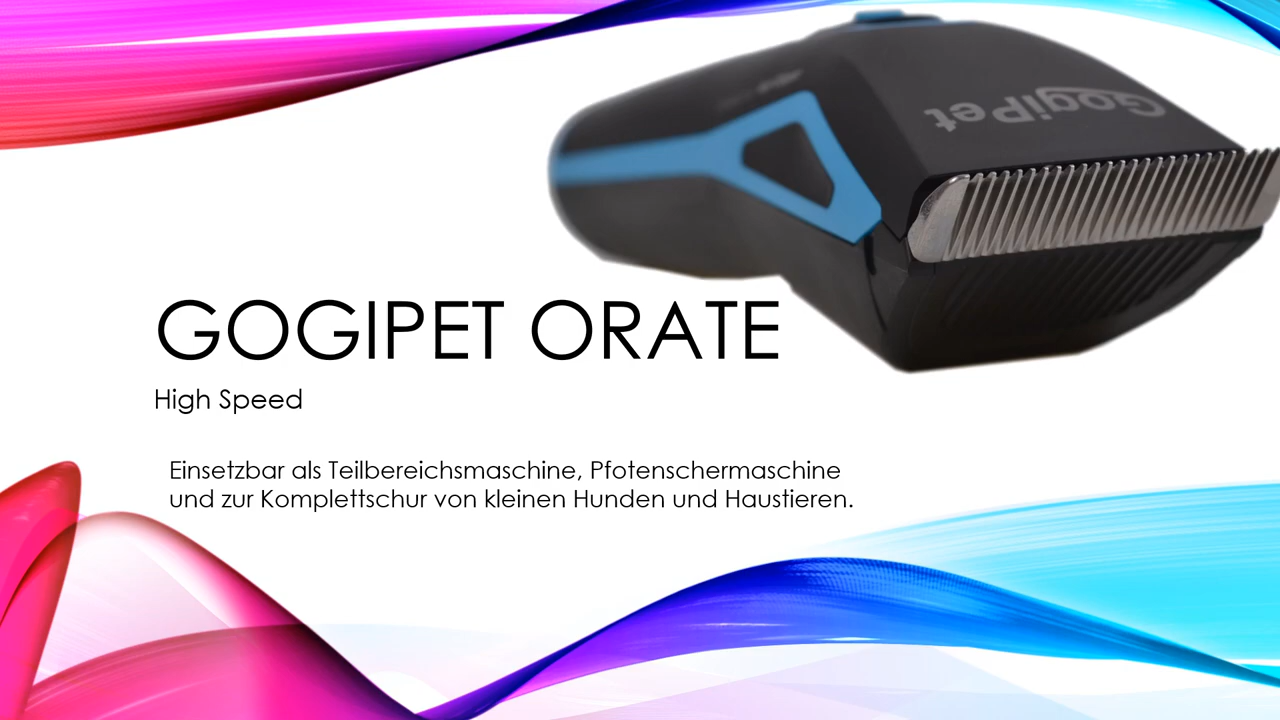 GogiPet
GOGIPET ORATE
High Speed
Einsetzbar als Teilbereichsmaschine, Pfotenschermaschine
und zur Komplettschur von kleinen Hunden und Haustieren.